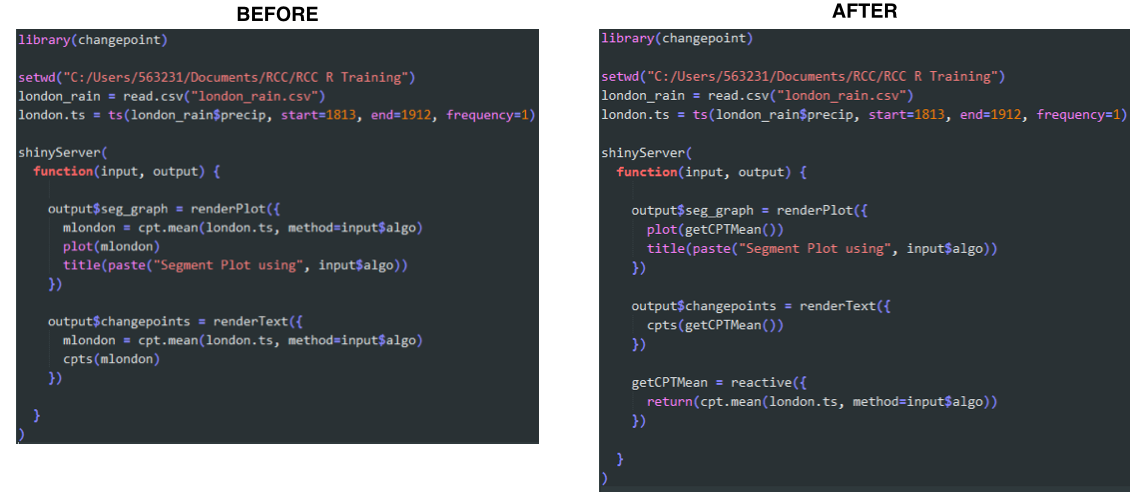 BEFORE
library(changepoint)
setwd("C:/Users/563231/Documents/RCC/RCC R Training")
london_rain = read.csv("london_rain.csv")
london.ts = ts(london_rain$precip, start=1813, end=1912, frequency=1)
shinyServer(
  function(input, output) {
    output$seg_graph = renderPlot({
      mlondon = cpt.mean(london.ts, method=input$algo)
      plot(mlondon)
      title(paste("Segment Plot using", input$algo))
    })
    output$changepoints = renderText({
      mlondon = cpt.mean(london.ts, method=input$algo)
      cpts(mlondon)
    })
  }
)
AFTER
library(changepoint)
setwd("C:/Users/563231/Documents/RCC/RCC R Training")
london_rain = read.csv("london_rain.csv")
london.ts = ts(london_rain$precip, start=1813, end=1912, frequency=1)
shinyServer(
  function(input, output) {
    output$seg_graph = renderPlot({
      plot(getCPTMean())
      title(paste("Segment Plot using", input$algo))
    })
    output$changepoints = renderText({
      cpts(getCPTMean())
    })
    getCPTMean = reactive({
      return(cpt.mean(london.ts, method=input$algo))
    })
  }
)